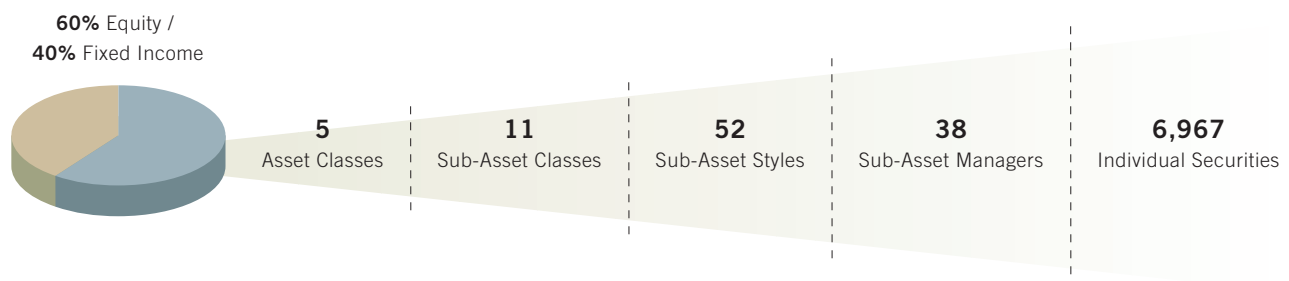 60% Equity /
40% Fixed Income
5
Asset Classes
11
Sub-Asset Classes
52
Sub-Asset Styles
38
Sub-Asset Managers
6,967
Individual Securities